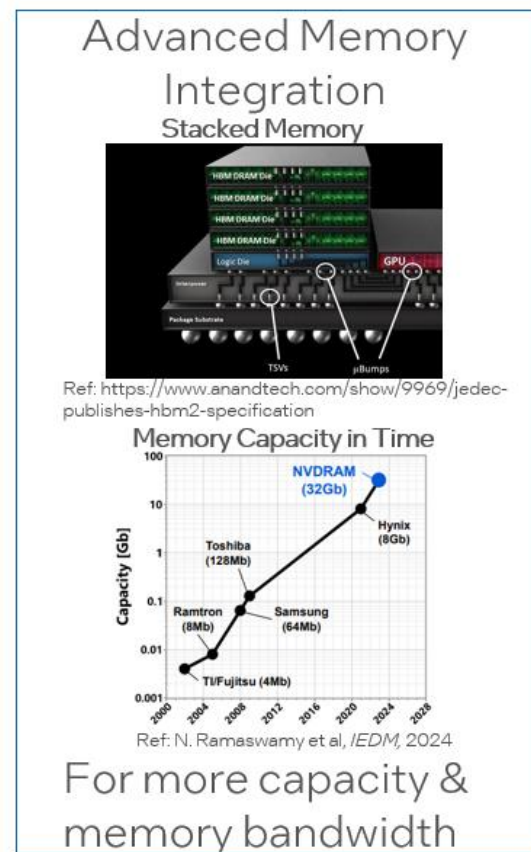 Advanced Memory
Integration
Stacked Memory
HBM DRAM Die
HBM DRAM Die
HBM DRAM Die
HBM DRAM Die
Logic Die
GPU
Interposer
Package Substrate
TSVs
µBumps
Ref: https://www.anandtech.com/show/9969/jedec-
publishes-hbm2-specification
Memory Capacity in Time
100
10
1
0.1
0.01
0.001
Capacity [Gb]
NVDRAM
(32Gb)
Hynix
(8Gb)
Toshiba
(128Mb)
Ramtron
(8Mb)
Samsung
(64Mb)
TI/Fujitsu (4Mb)
2000
2004
2008
2012
2016
2020
2024
2028
Ref: N. Ramaswamy et al, IEDM, 2024
For more capacity &
memory bandwidth